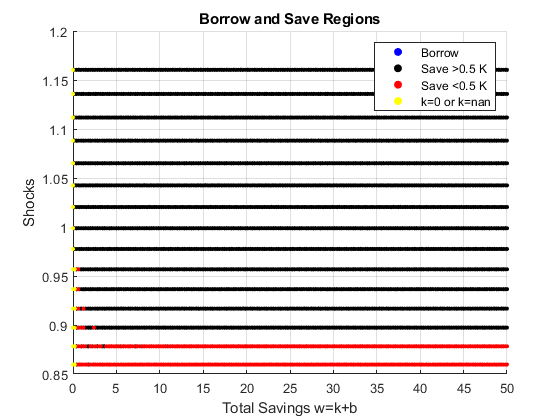 Borrow and Save Regions
1.2
1.15
1.1
1.05
1
0.95
0.9
0.85
Shocks
Borrow
Save >0.5 K
Save <0.5 K
k=0 or k=nan
0 5 10 15 20 25 30 35 40 45 50
Total Savings w=k+b